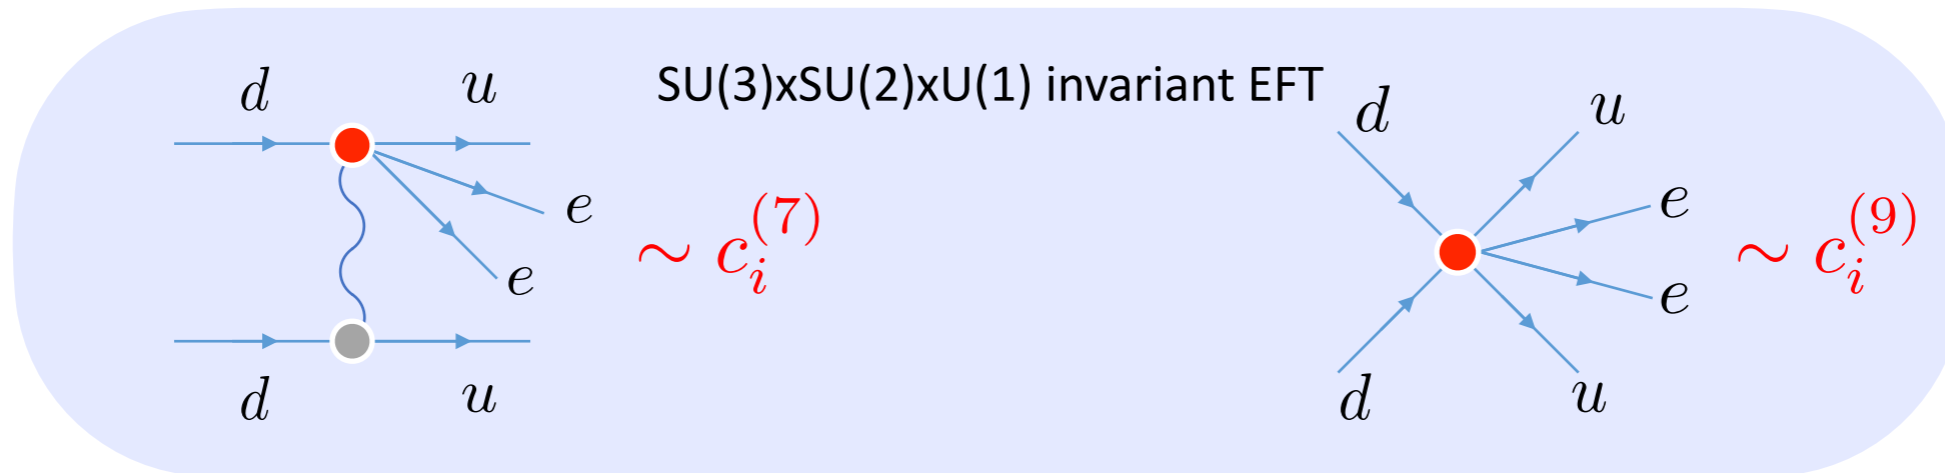 SU(3)xSU(2)xU(1) invariant EFT
d u
e
e
∼ c_i^{(7)}
d u
d u
e
e
∼ c_i^{(9)}
d u